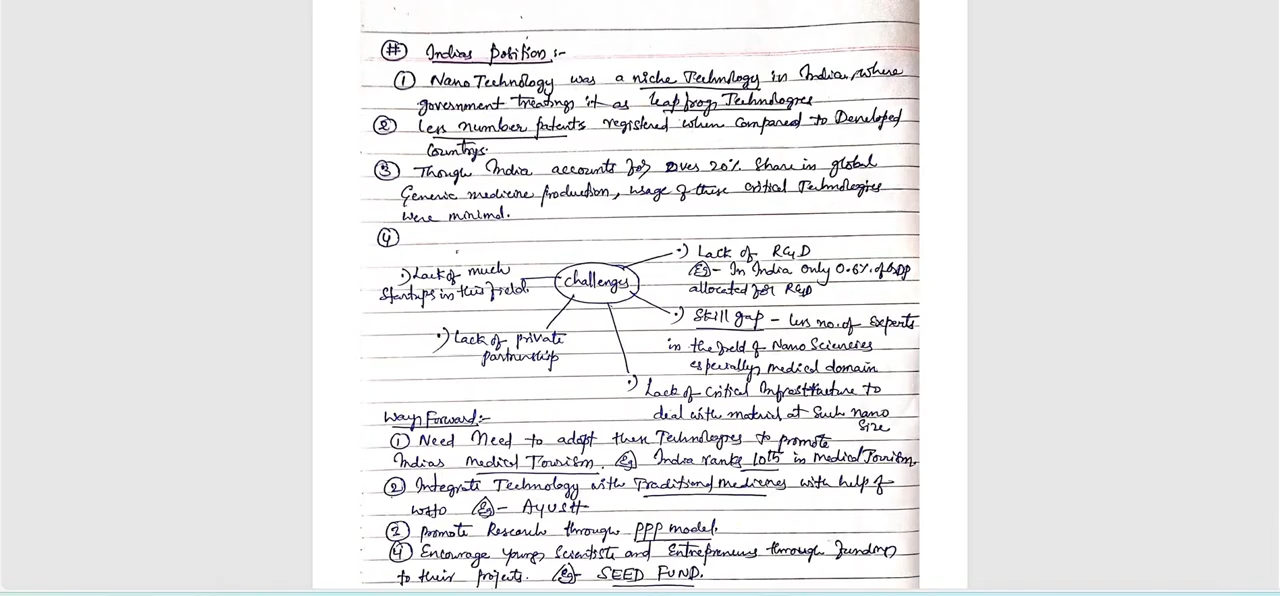 # Indias Position :-
① Nano Technology was a niche Technology in India, where
government treating it as leap frog Technologies
② Less number patents registered when compared to Developed
Countrys.
③ Though India accounts for over 20% Share in global
Generic medicine production, usage of these critical Technologies
were minimal.
④
Challenges
·) Lack of R&D
Eg - In India only 0.6% of GDP
allocated for R&D
·) Skill gap - less no. of Experts
in the field of Nano Sciencies
especially medical domain
·) Lack of Critical Infrastructure to
deal with material at such nano
size
·) Lack of private
partnership
·) Lack of much
Startups in this field.
Way Forward :-
① Need Need to adopt these Technologies to promote
Indias Medical Tourism. Eg India ranks 10th in Medical Tourism.
② Integrate Technology with Traditional medicines with help of
WHO Eg - AYUSH
③ Promote Research through PPP model.
④ Encourage Young Scientists and Entrepreneurs through funding
to their projects. Eg - SEED FUND.